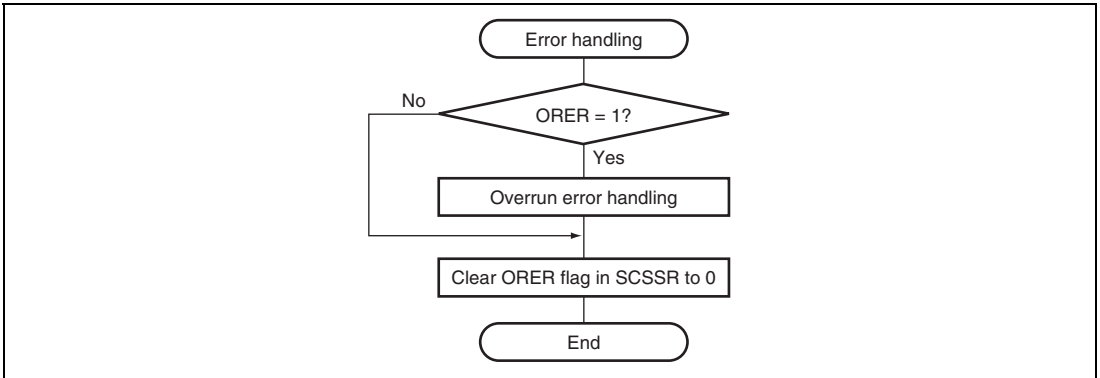 Error handling
No
ORER = 1?
Yes
Overrun error handling
Clear ORER flag in SCSSR to 0
End